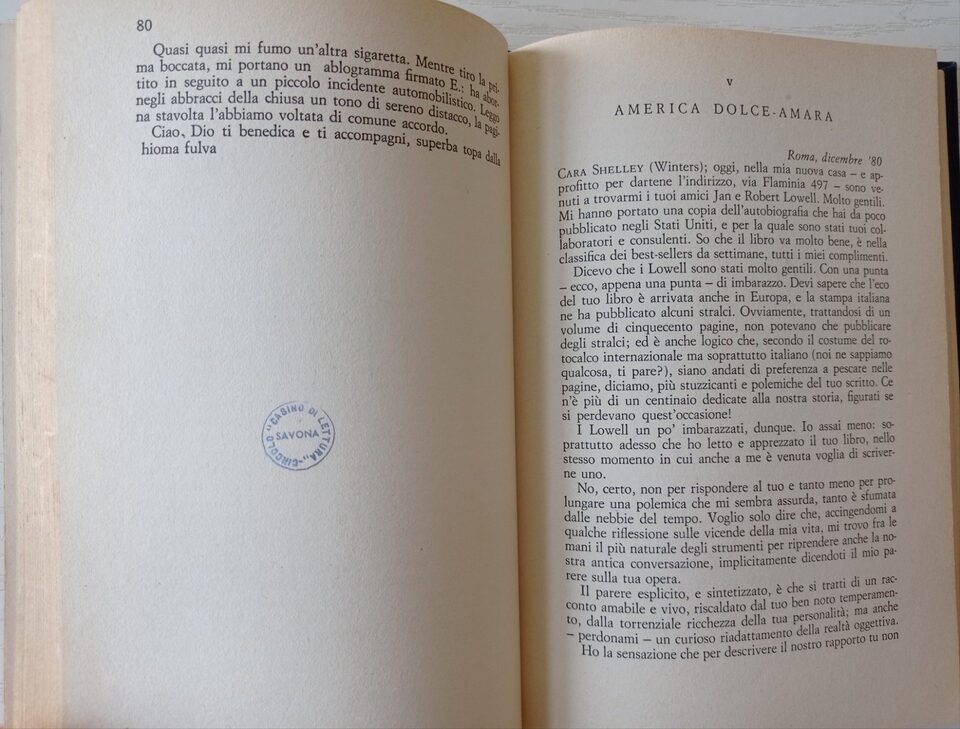 80
Quasi quasi mi fumo un'altra sigaretta. Mentre tiro la pri-
ma boccata, mi portano un ablogramma firmato E.: ha abor-
tito in seguito a un piccolo incidente automobilistico. Leggo
negli abbracci della chiusa un tono di sereno distacco, la pagi-
na stavolta l'abbiamo voltata di comune accordo.
Ciao, Dio ti benedica e ti accompagni, superba topa dalla
hioma fulva
CIRCOLO "CASINO DI LETTURA"
SAVONA
V
AMERICA DOLCE-AMARA
Roma, dicembre '80
CARA SHELLEY (Winters); oggi, nella mia nuova casa – e ap-
profitto per dartene l'indirizzo, via Flaminia 497 – sono ve-
nuti a trovarmi i tuoi amici Jan e Robert Lowell. Molto gentili.
Mi hanno portato una copia dell'autobiografia che hai da poco
pubblicato negli Stati Uniti, e per la quale sono stati tuoi col-
laboratori e consulenti. So che il libro va molto bene, è nella
classifica dei best-sellers da settimane, tutti i miei complimenti.
Dicevo che i Lowell sono stati molto gentili. Con una punta
– ecco, appena una punta – di imbarazzo. Devi sapere che l'eco
del tuo libro è arrivata anche in Europa, e la stampa italiana
ne ha pubblicato alcuni stralci. Ovviamente, trattandosi di un
volume di cinquecento pagine, non potevano che pubblicare
degli stralci; ed è anche logico che, secondo il costume del ro-
tocalco internazionale ma soprattutto italiano (noi ne sappiamo
qualcosa, ti pare?), siano andati di preferenza a pescare nelle
pagine, diciamo, più stuzzicanti e polemiche del tuo scritto. Ce
n'è più di un centinaio dedicate alla nostra storia, figurati se
si perdevano quest'occasione!
I Lowell un po' imbarazzati, dunque. Io assai meno: so-
prattutto adesso che ho letto e apprezzato il tuo libro, nello
stesso momento in cui anche a me è venuta voglia di scriver-
ne uno.
No, certo, non per rispondere al tuo e tanto meno per pro-
lungare una polemica che mi sembra assurda, tanto è sfumata
dalle nebbie del tempo. Voglio solo dire che, accingendomi a
qualche riflessione sulle vicende della mia vita, mi trovo fra le
mani il più naturale degli strumenti per riprendere anche la no-
stra antica conversazione, implicitamente dicendoti il mio pa-
rere sulla tua opera.
Il parere esplicito, e sintetizzato, è che si tratti di un rac-
conto amabile e vivo, riscaldato dal tuo ben noto temperamen-
to, dalla torrenziale ricchezza della tua personalità; ma anche
– perdonami – un curioso riadattamento della realtà oggettiva.
Ho la sensazione che per descrivere il nostro rapporto tu non